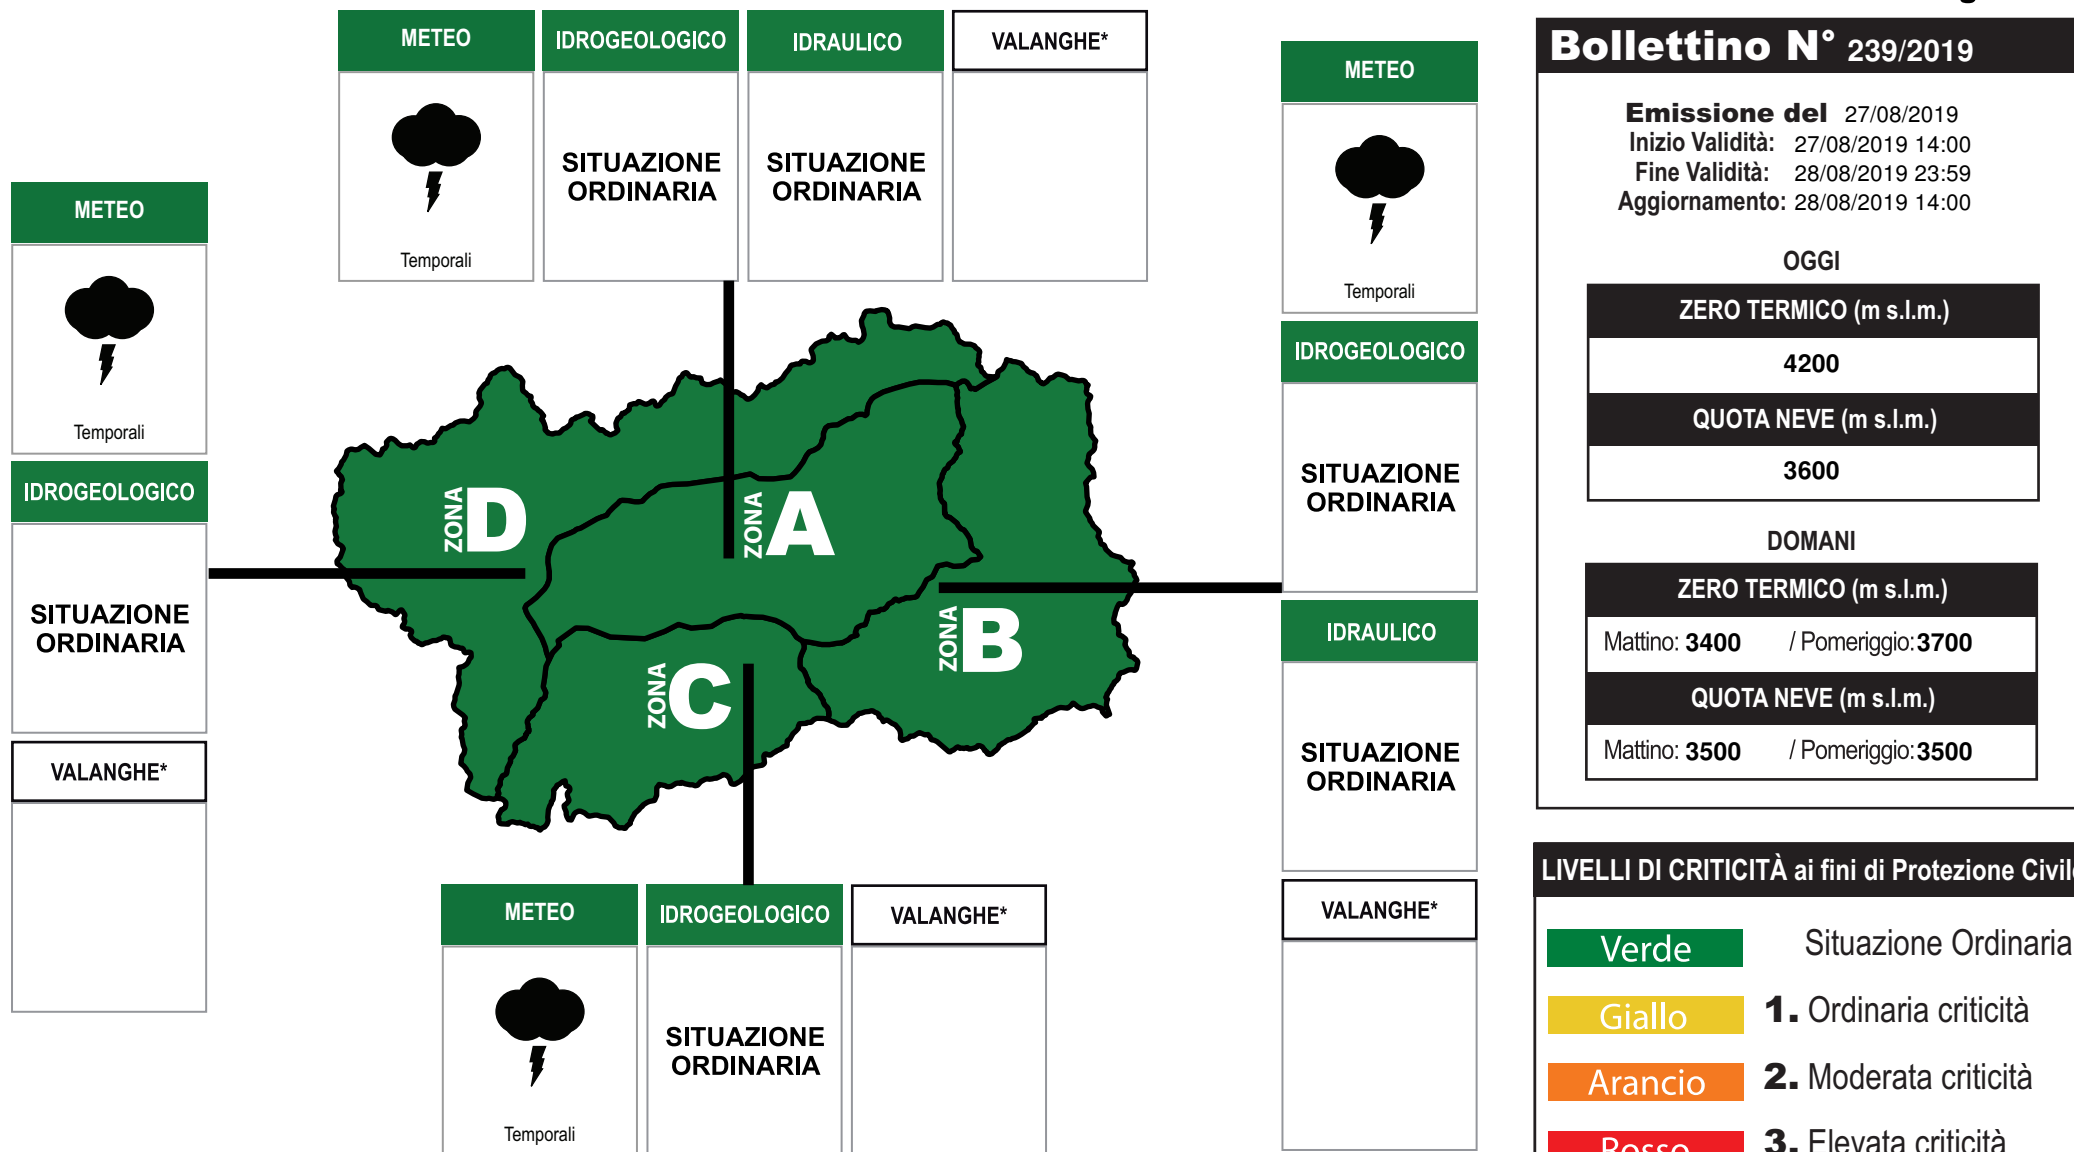 METEO
IDROGEOLOGICO
IDRAULICO
VALANGHE*
Temporali
SITUAZIONE
ORDINARIA
SITUAZIONE
ORDINARIA
METEO
Temporali
IDROGEOLOGICO
SITUAZIONE
ORDINARIA
VALANGHE*
METEO
Temporali
IDROGEOLOGICO
SITUAZIONE
ORDINARIA
IDRAULICO
SITUAZIONE
ORDINARIA
VALANGHE*
ZONA D
ZONA A
ZONA B
ZONA C
METEO
IDROGEOLOGICO
VALANGHE*
Temporali
SITUAZIONE
ORDINARIA
Bollettino N° 239/2019
Emissione del 27/08/2019
Inizio Validità: 27/08/2019 14:00
Fine Validità: 28/08/2019 23:59
Aggiornamento: 28/08/2019 14:00
OGGI
ZERO TERMICO (m s.l.m.)
4200
QUOTA NEVE (m s.l.m.)
3600
DOMANI
ZERO TERMICO (m s.l.m.)
Mattino: 3400 / Pomeriggio: 3700
QUOTA NEVE (m s.l.m.)
Mattino: 3500 / Pomeriggio: 3500
LIVELLI DI CRITICITÀ ai fini di Protezione Civile
Verde Situazione Ordinaria
Giallo 1. Ordinaria criticità
Arancio 2. Moderata criticità
Rosso 3. Elevata criticità